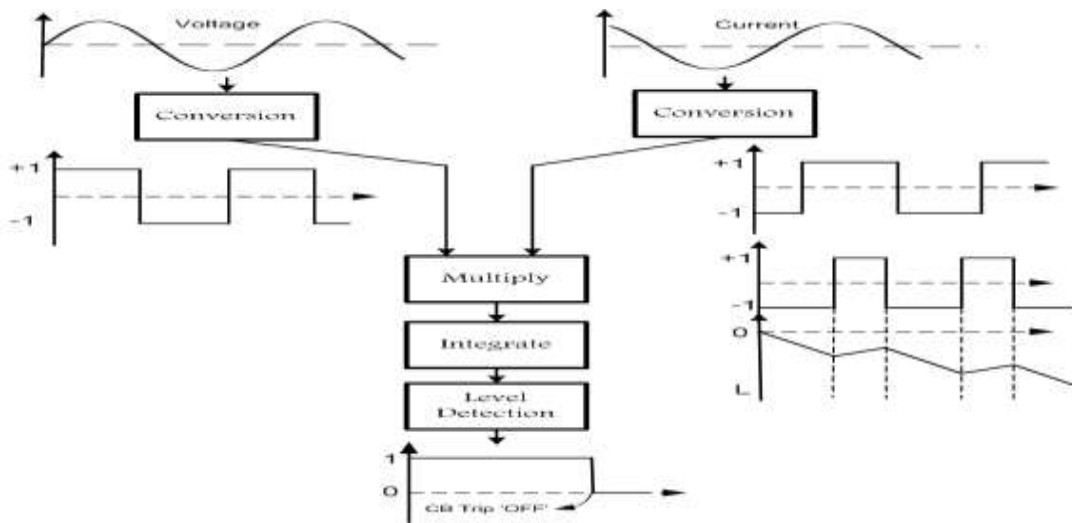 Voltage
Current
Conversion
Conversion
+1
-1
+1
-1
+1
-1
Multiply
0
Integrate
L
Level
Detection
1
0
CB Trip 'OFF'